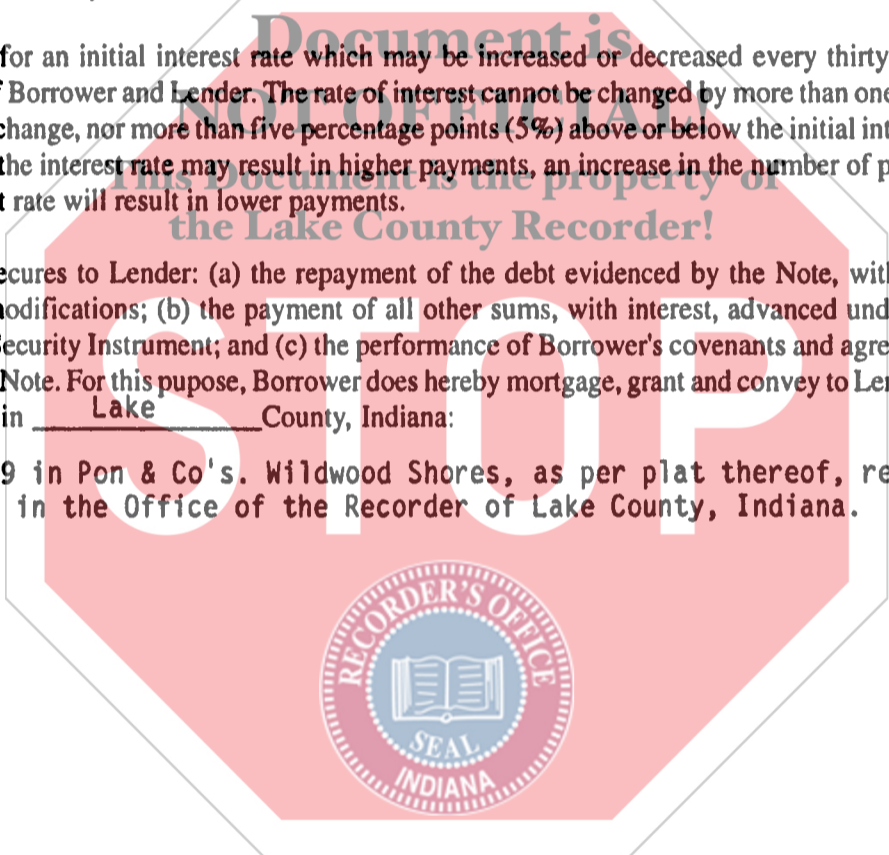 Document is
for an initial interest rate which may be increased or decreased every thirty
Borrower and Lender. The rate of interest cannot be changed by more than one
NOT OFFICIAL!
change, nor more than five percentage points (5%) above or below the initial int
the interest rate may result in higher payments, an increase in the number of p
This Document is the property of
t rate will result in lower payments.
the Lake County Recorder!
ecures to Lender: (a) the repayment of the debt evidenced by the Note, wit
odifications; (b) the payment of all other sums, with interest, advanced und
ecurity Instrument; and (c) the performance of Borrower's covenants and agre
Note. For this pupose, Borrower does hereby mortgage, grant and convey to Le
in Lake County, Indiana:
STOP
9 in Pon & Co's. Wildwood Shores, as per plat thereof, re
in the Office of the Recorder of Lake County, Indiana.
RECORDER'S OFFICE
SEAL
INDIANA